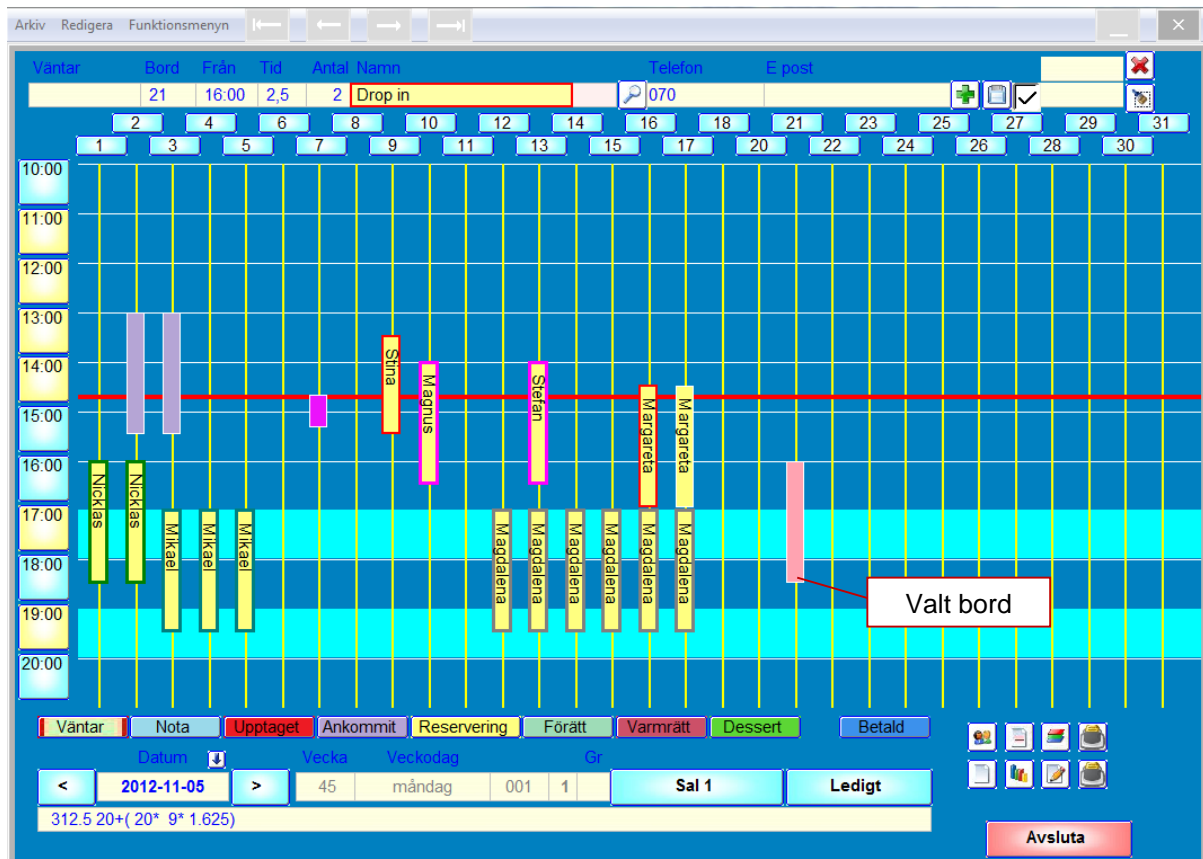 Arkiv Redigera Funktionsmenyn
Väntar Bord Från Tid Antal Namn Telefon E post
21 16:00 2,5 2 Drop in 070
2 4 6 8 10 12 14 16 18 21 23 25 27 29 31
1 3 5 7 9 11 13 15 17 20 22 24 26 28 30
10:00
11:00
12:00
13:00
14:00
15:00
16:00
17:00
18:00
19:00
20:00
Stina
Magnus
Stefan
Margareta
Margareta
Nicklas
Nicklas
Mikael
Mikael
Mikael
Magdalena
Magdalena
Magdalena
Magdalena
Magdalena
Magdalena
Valt bord
Väntar Nota Upptaget Ankommit Reservering Förätt Varmrätt Dessert Betald
Datum Vecka Veckodag Gr
< 2012-11-05 > 45 måndag 001 1 Sal 1 Ledigt
312.5 20+( 20* 9* 1.625)
Avsluta